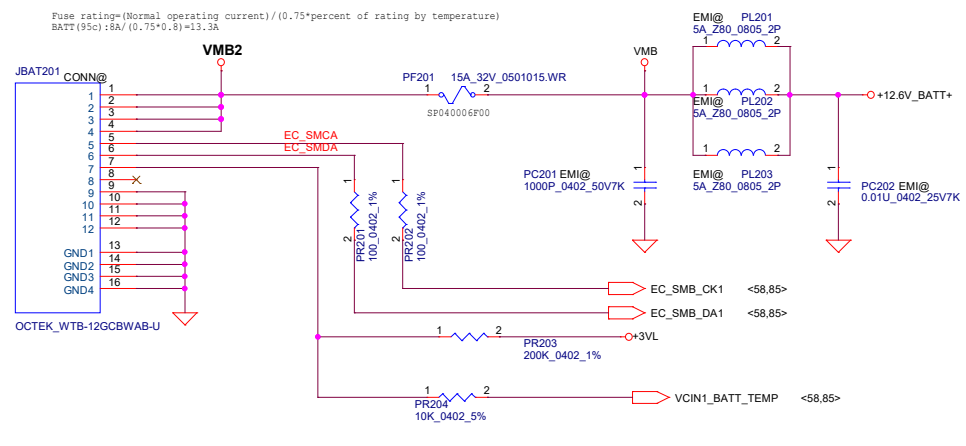 Fuse rating=(Normal operating current)/(0.75*percent of rating by temperature)
BATT(95c):8A/(0.75*0.8)=13.3A
VMB2
JBAT201
CONN@
1 1
2 2
3 3
4 4
5 5
6 6
7 7
8 8
9 9
10 10
11 11
12 12
GND1 13
GND2 14
GND3 15
GND4 16
OCTEK_WTB-12GCBWAB-U
EC_SMCA
EC_SMDA
PF201 15A_32V_0501015.WR
1 2
SP040006F00
VMB
EMI@ PL201
5A_Z80_0805_2P
1 2
EMI@ PL202
5A_Z80_0805_2P
1 2
EMI@ PL203
5A_Z80_0805_2P
1 2
+12.6V_BATT+
1
PC201 EMI@
1000P_0402_50V7K
2
1
PC202 EMI@
0.01U_0402_25V7K
2
1
2
PR201
100_0402_1%
1
2
PR202
100_0402_1%
EC_SMB_CK1 <58,85>
EC_SMB_DA1 <58,85>
1 2
+3VL
PR203
200K_0402_1%
1 2
PR204
10K_0402_5%
VCIN1_BATT_TEMP <58,85>